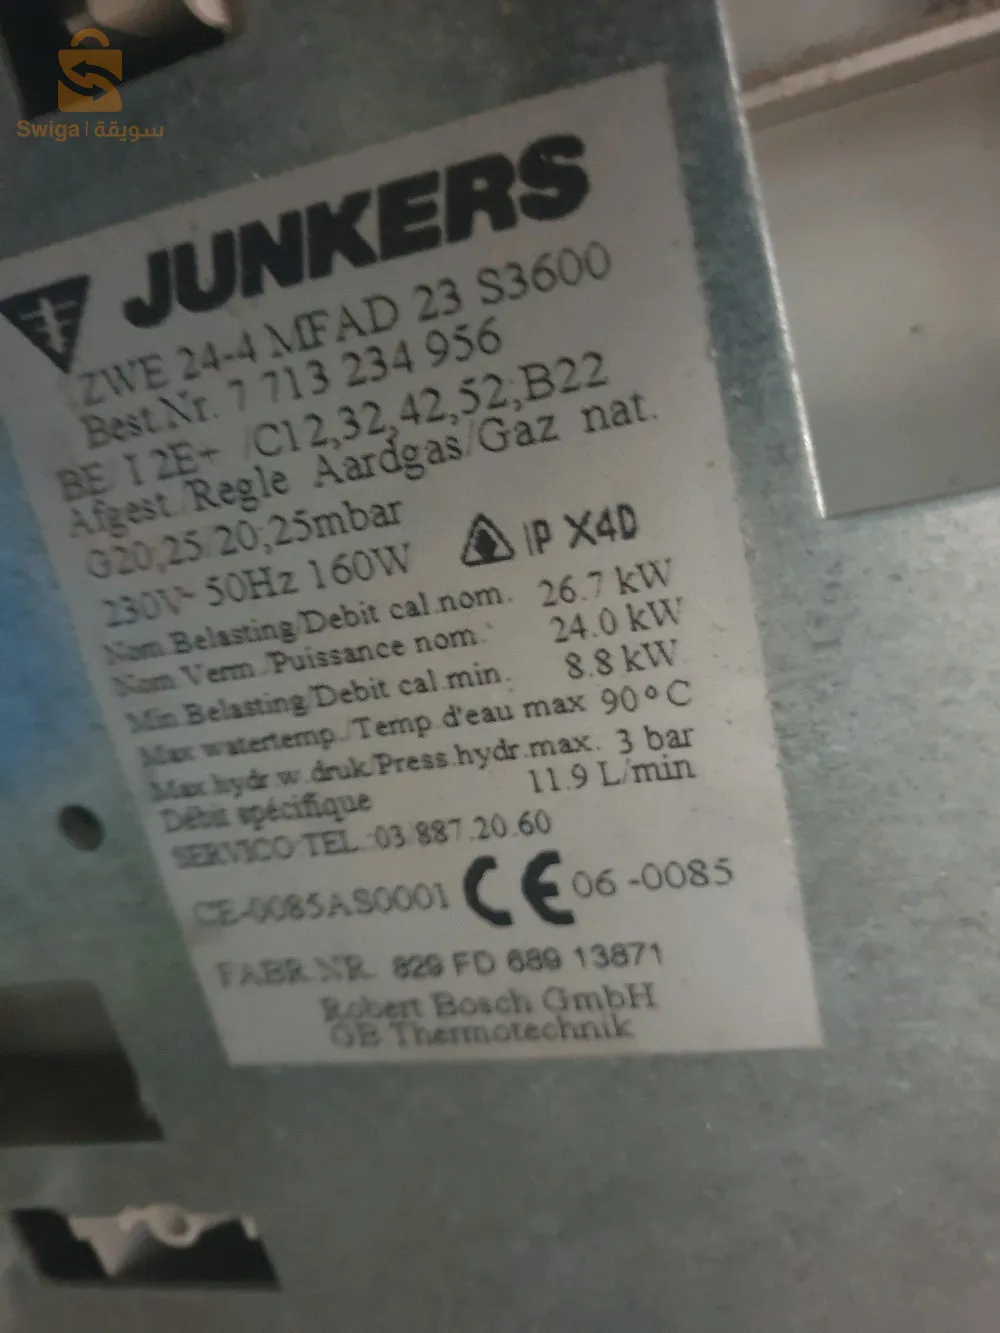 Swiga | سويقة
JUNKERS
ZWE 24-4 MFAD 23 S3600
Best.Nr. 7 713 234 956
BE/I 2E+ /C12,32,42,52;B22
Afgest./Regle Aardgas/Gaz nat.
G20;25/20;25mbar
230V~ 50Hz 160W IP X4D
Nom.Belasting/Debit cal.nom. 26.7 kW
Nom Verm./Puissance nom. 24.0 kW
Min.Belasting/Debit cal.min. 8.8 kW
Max watertemp./Temp.d'eau max 90°C
Max.hydr.w.druk/Press.hydr.max. 3 bar
Débit spécifique 11.9 L/min
SERVICO TEL.:03/887.20.60
CE-0085AS0001 CE 06-0085
FABR.NR. 829 FD 689 13871
Robert Bosch GmbH
GB Thermotechnik